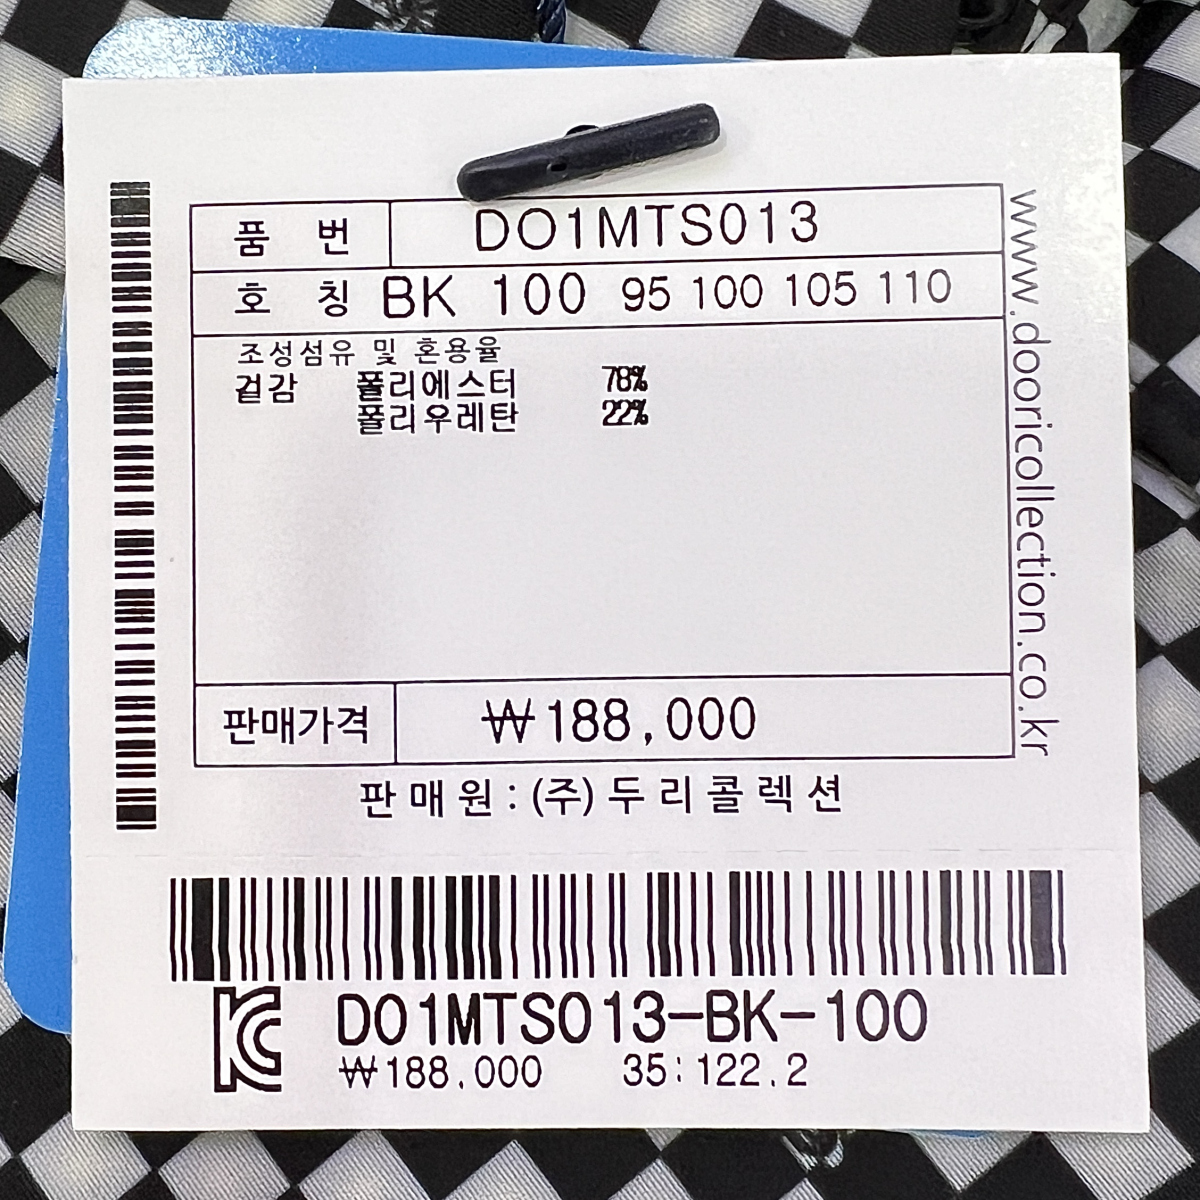 품 번 DO1MTS013
호 칭 BK 100 95 100 105 110
조성섬유 및 혼용율
겉감 폴리에스터 78%
폴리우레탄 22%
판매가격 ₩188,000
판매원:(주)두리콜렉션
www.dooricollection.co.kr
DO1MTS013-BK-100
₩188,000 35:122.2